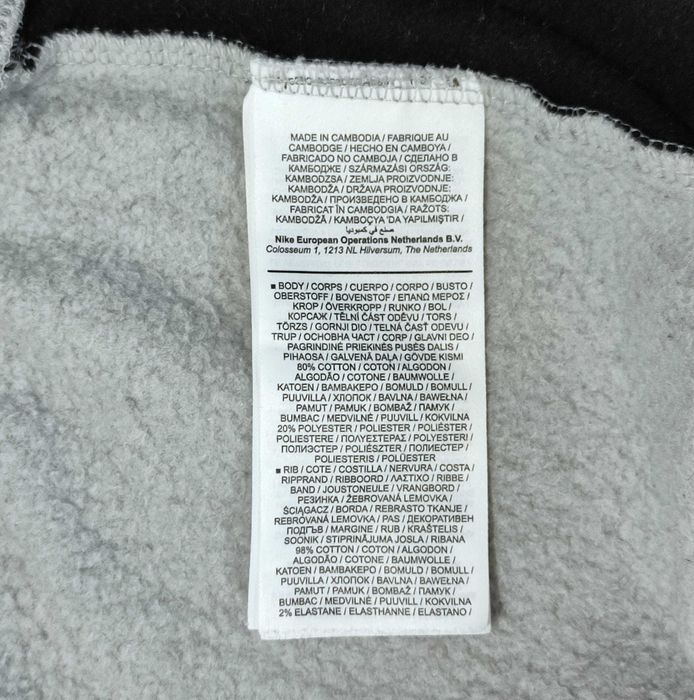 MADE IN CAMBODIA / FABRIQUE AU
CAMBODGE / HECHO EN CAMBOYA /
FABRICADO NO CAMBOJA / СДЕЛАНО В
КАМБОДЖЕ / SZÁRMAZÁSI ORSZÁG:
KAMBODZSA / ZEMLJA PROIZVODNJE:
KAMBODŽA / DRŽAVA PROIZVODNJE:
KAMBODŽA / ПРОИЗВЕДЕНО В КАМБОДЖА /
FABRICAT ÎN CAMBODGIA / RAŽOTS:
KAMBODŽĀ / KAMBOÇYA 'DA YAPILMIŞTIR /
صنع في كمبوديا
Nike European Operations Netherlands B.V.
Colosseum 1, 1213 NL Hilversum, The Netherlands
■ BODY / CORPS / CUERPO / CORPO / BUSTO /
OBERSTOFF / BOVENSTOF / ΕΠΑΝΩ ΜΕΡΟΣ /
KROP / ÖVERKROPP / RUNKO / BOL /
КОРСАЖ / TĚLNÍ ČÁST ODĚVU / TORS /
TÖRZS / GORNJI DIO / TELNÁ ČASŤ ODEVU /
TRUP / ОСНОВНА ЧАСТ / CORP / GLAVNI DEO /
PAGRINDINĖ PRIEKINĖS PUSĖS DALIS /
PIHAOSA / GALVENĀ DAĻA / GÖVDE KISMI
80% COTTON / COTON / ALGODON /
ALGODÃO / COTONE / BAUMWOLLE /
KATOEN / ΒΑΜΒΑΚΕΡΟ / BOMULD / BOMULL /
PUUVILLA / ХЛОПОК / BAVLNA / BAWEŁNA /
PAMUT / PAMUK / BOMBAŽ / ПАМУК /
BUMBAC / MEDVILNĖ / PUUVILL / KOKVILNA
20% POLYESTER / POLIESTER / POLIÉSTER /
POLIESTERE / ΠΟΛΥΕΣΤΕΡΑΣ / POLYESTERI /
ПОЛИЭСТЕР / POLIÉSZTER / ПОЛИЕСТЕР /
POLIESTERIS / POLÜESTER
■ RIB / COTE / COSTILLA / NERVURA / COSTA /
RIPPRAND / RIBBOORD / ΛΑΣΤΙΧΟ / RIBBE /
BAND / JOUSTONEULE / VRANGBORD /
РЕЗИНКА / ŽEBROVANÁ LEMOVKA /
ŚCIĄGACZ / BORDA / REBRASTO TKANJE /
REBROVANÁ LEMOVKA / PAS / ДЕКОРАТИВЕН
ПОДГЪВ / MARGINE / RUB / KRAŠTELIS /
SOONIK / STIPRINĀJUMA JOSLA / RIBANA
98% COTTON / COTON / ALGODON /
ALGODÃO / COTONE / BAUMWOLLE /
KATOEN / ΒΑΜΒΑΚΕΡΟ / BOMULD / BOMULL /
PUUVILLA / ХЛОПОК / BAVLNA / BAWEŁNA /
PAMUT / PAMUK / BOMBAŽ / ПАМУК /
BUMBAC / MEDVILNĖ / PUUVILL / KOKVILNA
2% ELASTANE / ELASTHANNE / ELASTANO /